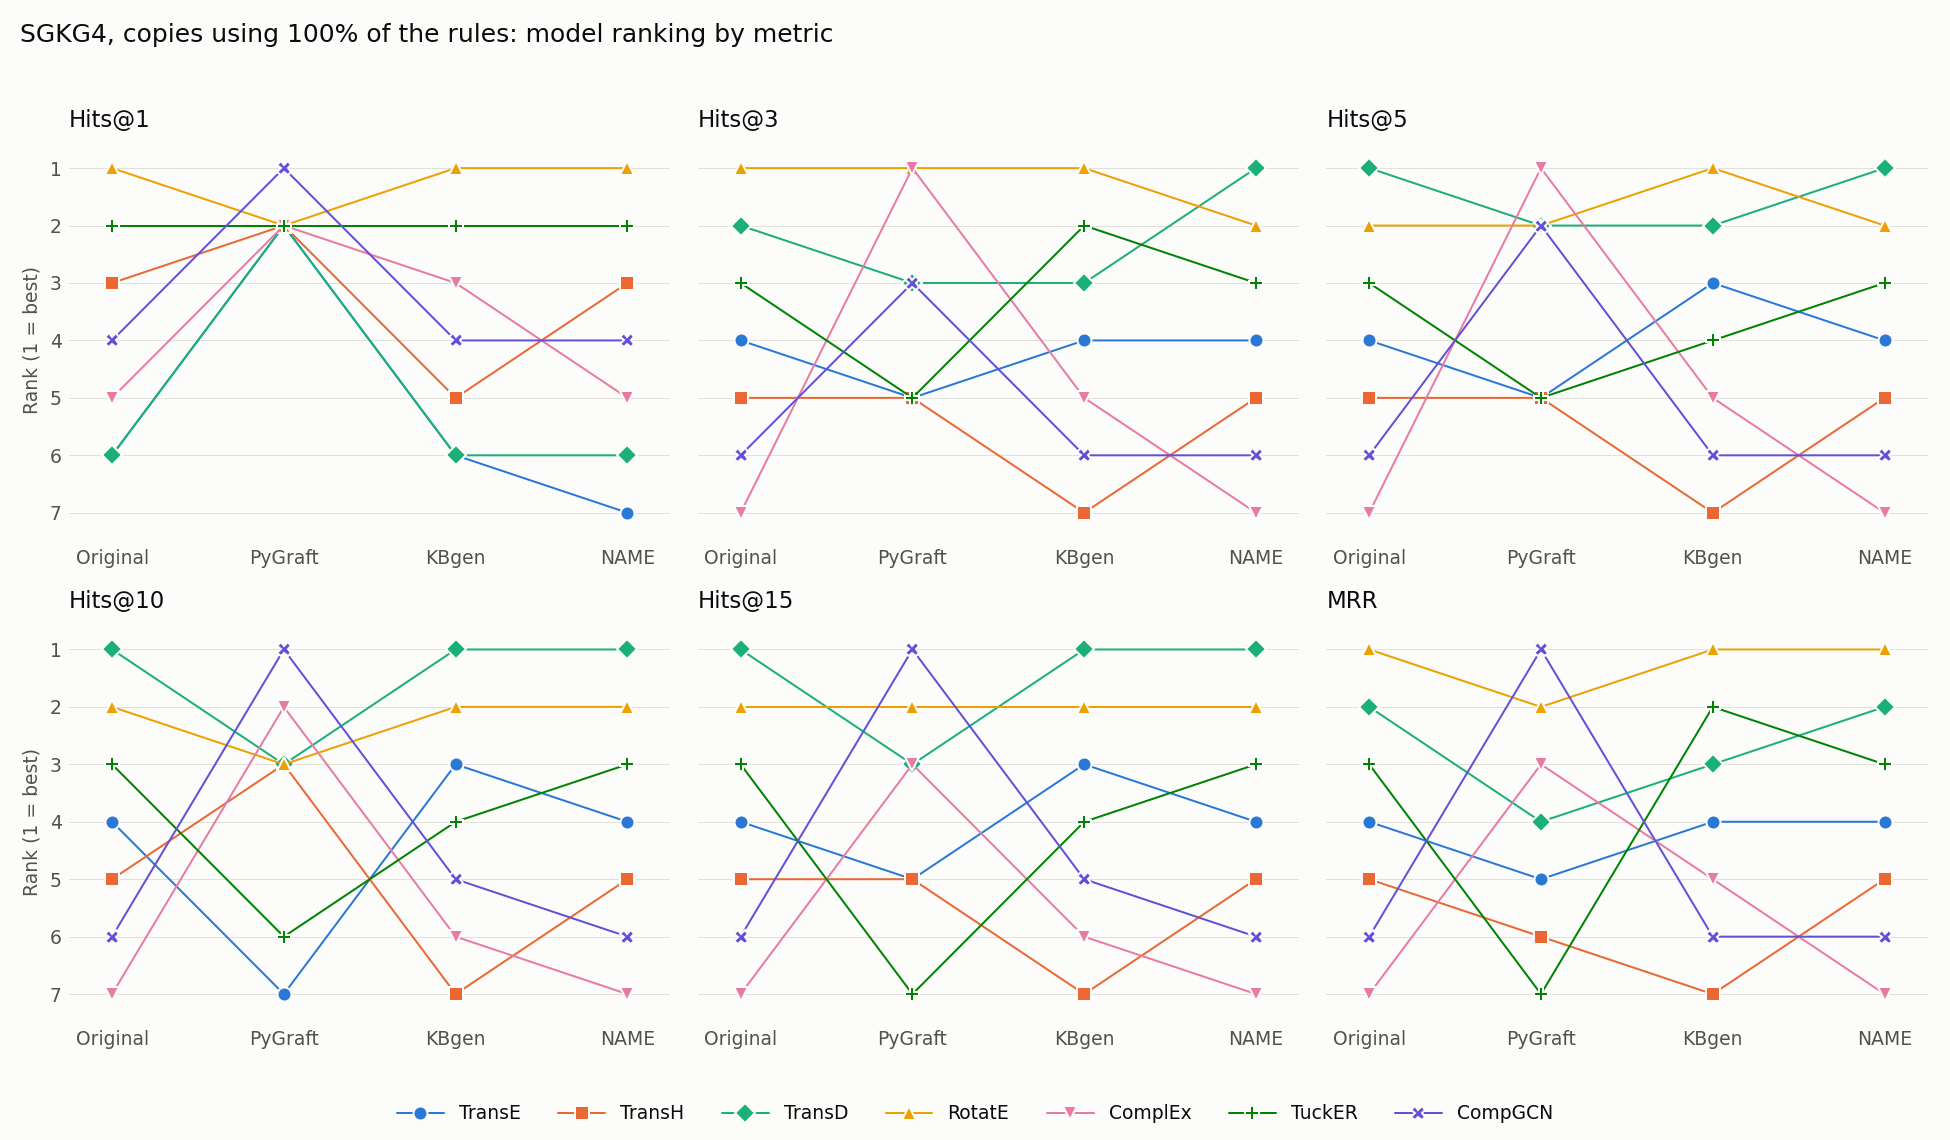 SGKG4, copies using 100% of the rules: model ranking by metric
Hits@1
Hits@3
Hits@5
Rank (1 = best)
1
2
3
4
5
6
7
Original PyGraft KBgen NAME
Original PyGraft KBgen NAME
Original PyGraft KBgen NAME
Hits@10
Hits@15
MRR
Rank (1 = best)
1
2
3
4
5
6
7
Original PyGraft KBgen NAME
Original PyGraft KBgen NAME
Original PyGraft KBgen NAME
TransE TransH TransD RotatE ComplEx TuckER CompGCN